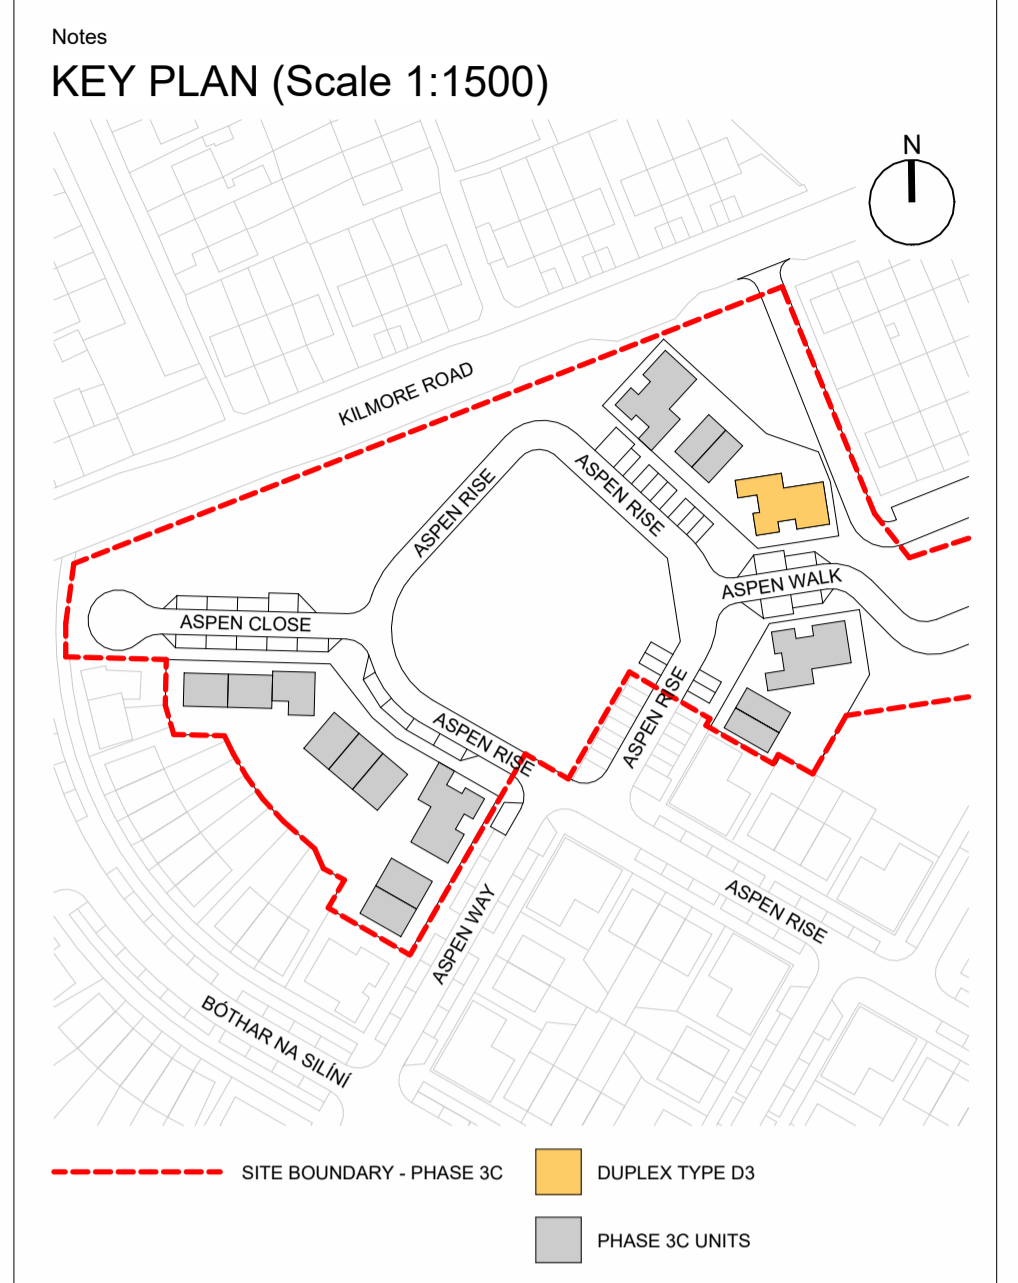 Notes
KEY PLAN (Scale 1:1500)
N
KILMORE ROAD
ASPEN RISE
ASPEN RISE
ASPEN WALK
ASPEN CLOSE
ASPEN RISE
ASPEN RISE
ASPEN WAY
ASPEN RISE
BÓTHAR NA SILÍNÍ
SITE BOUNDARY - PHASE 3C
DUPLEX TYPE D3
PHASE 3C UNITS